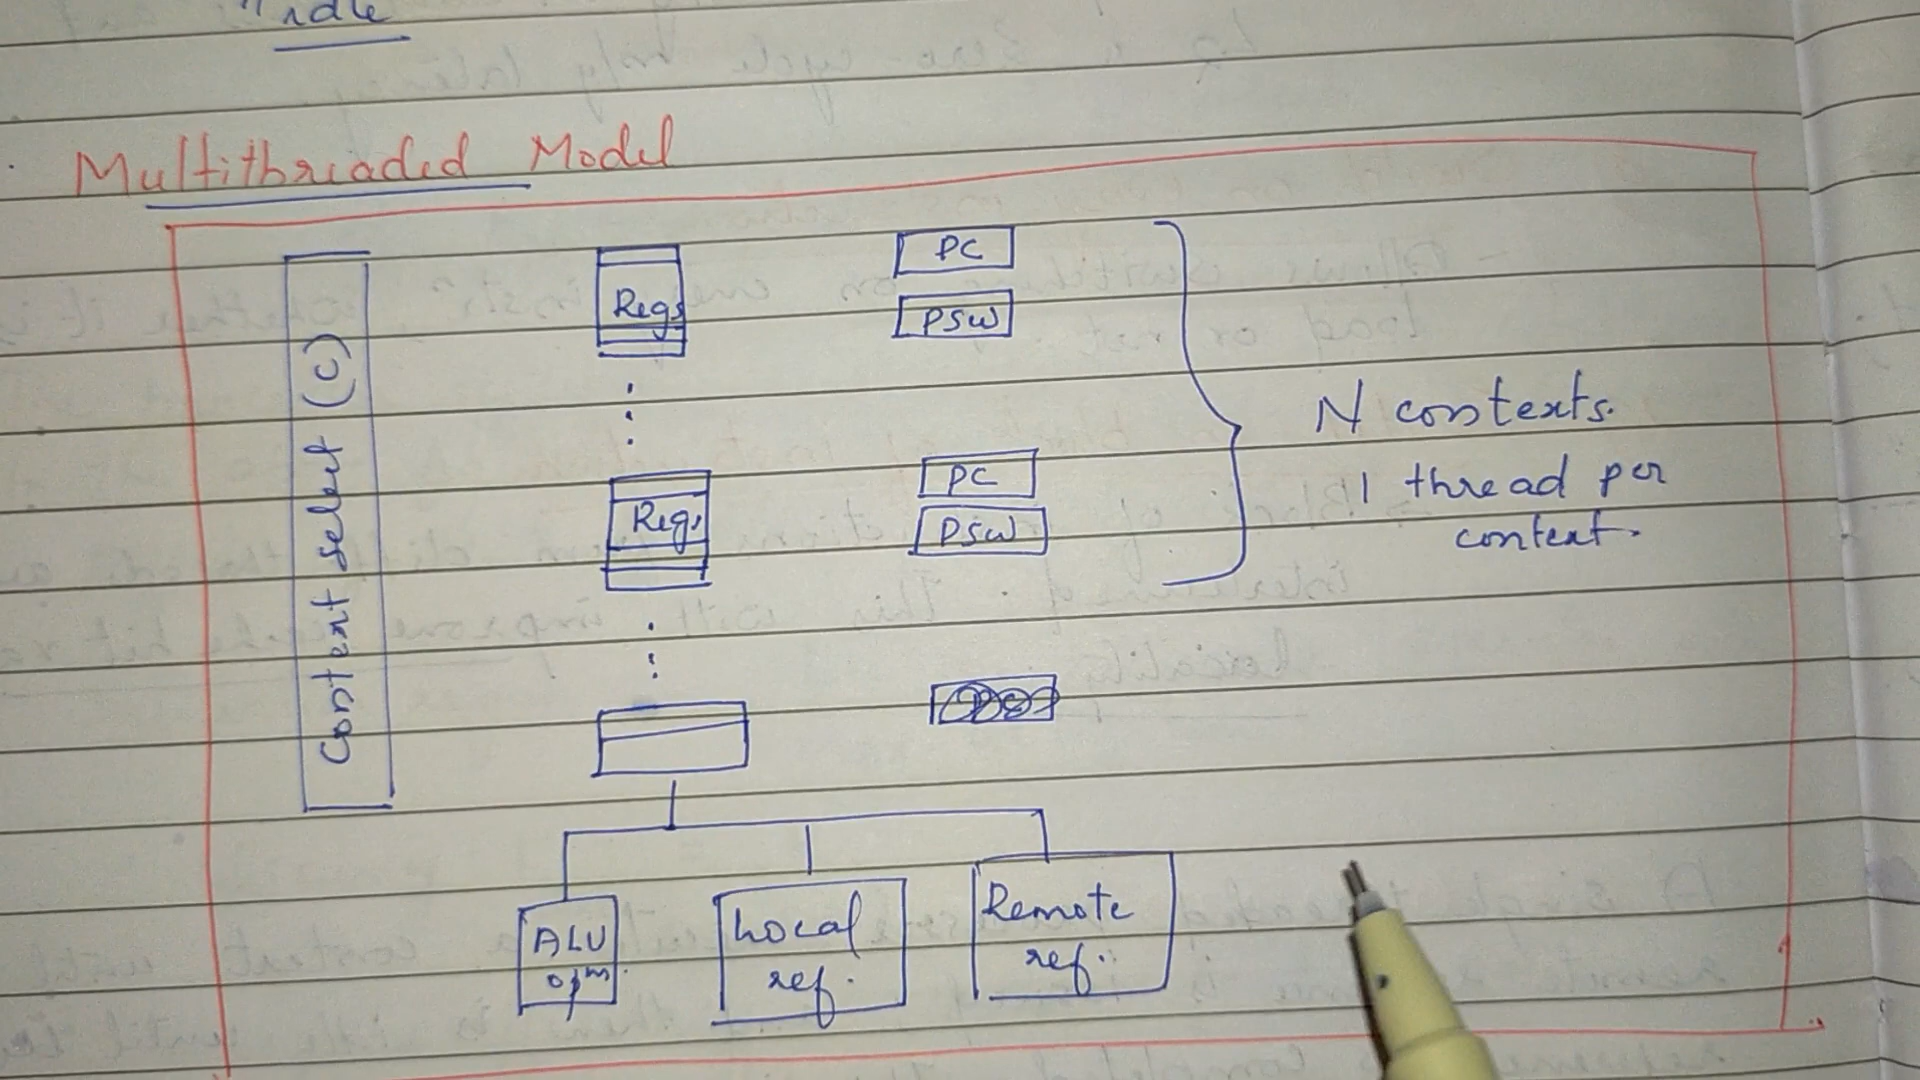 idle
Multithreaded Model
Context select (C)
Regs
PC
PSW
N contexts.
1 thread per
context.
Regs
PC
PSW
ALU
opn.
Local
ref.
Remote
ref.